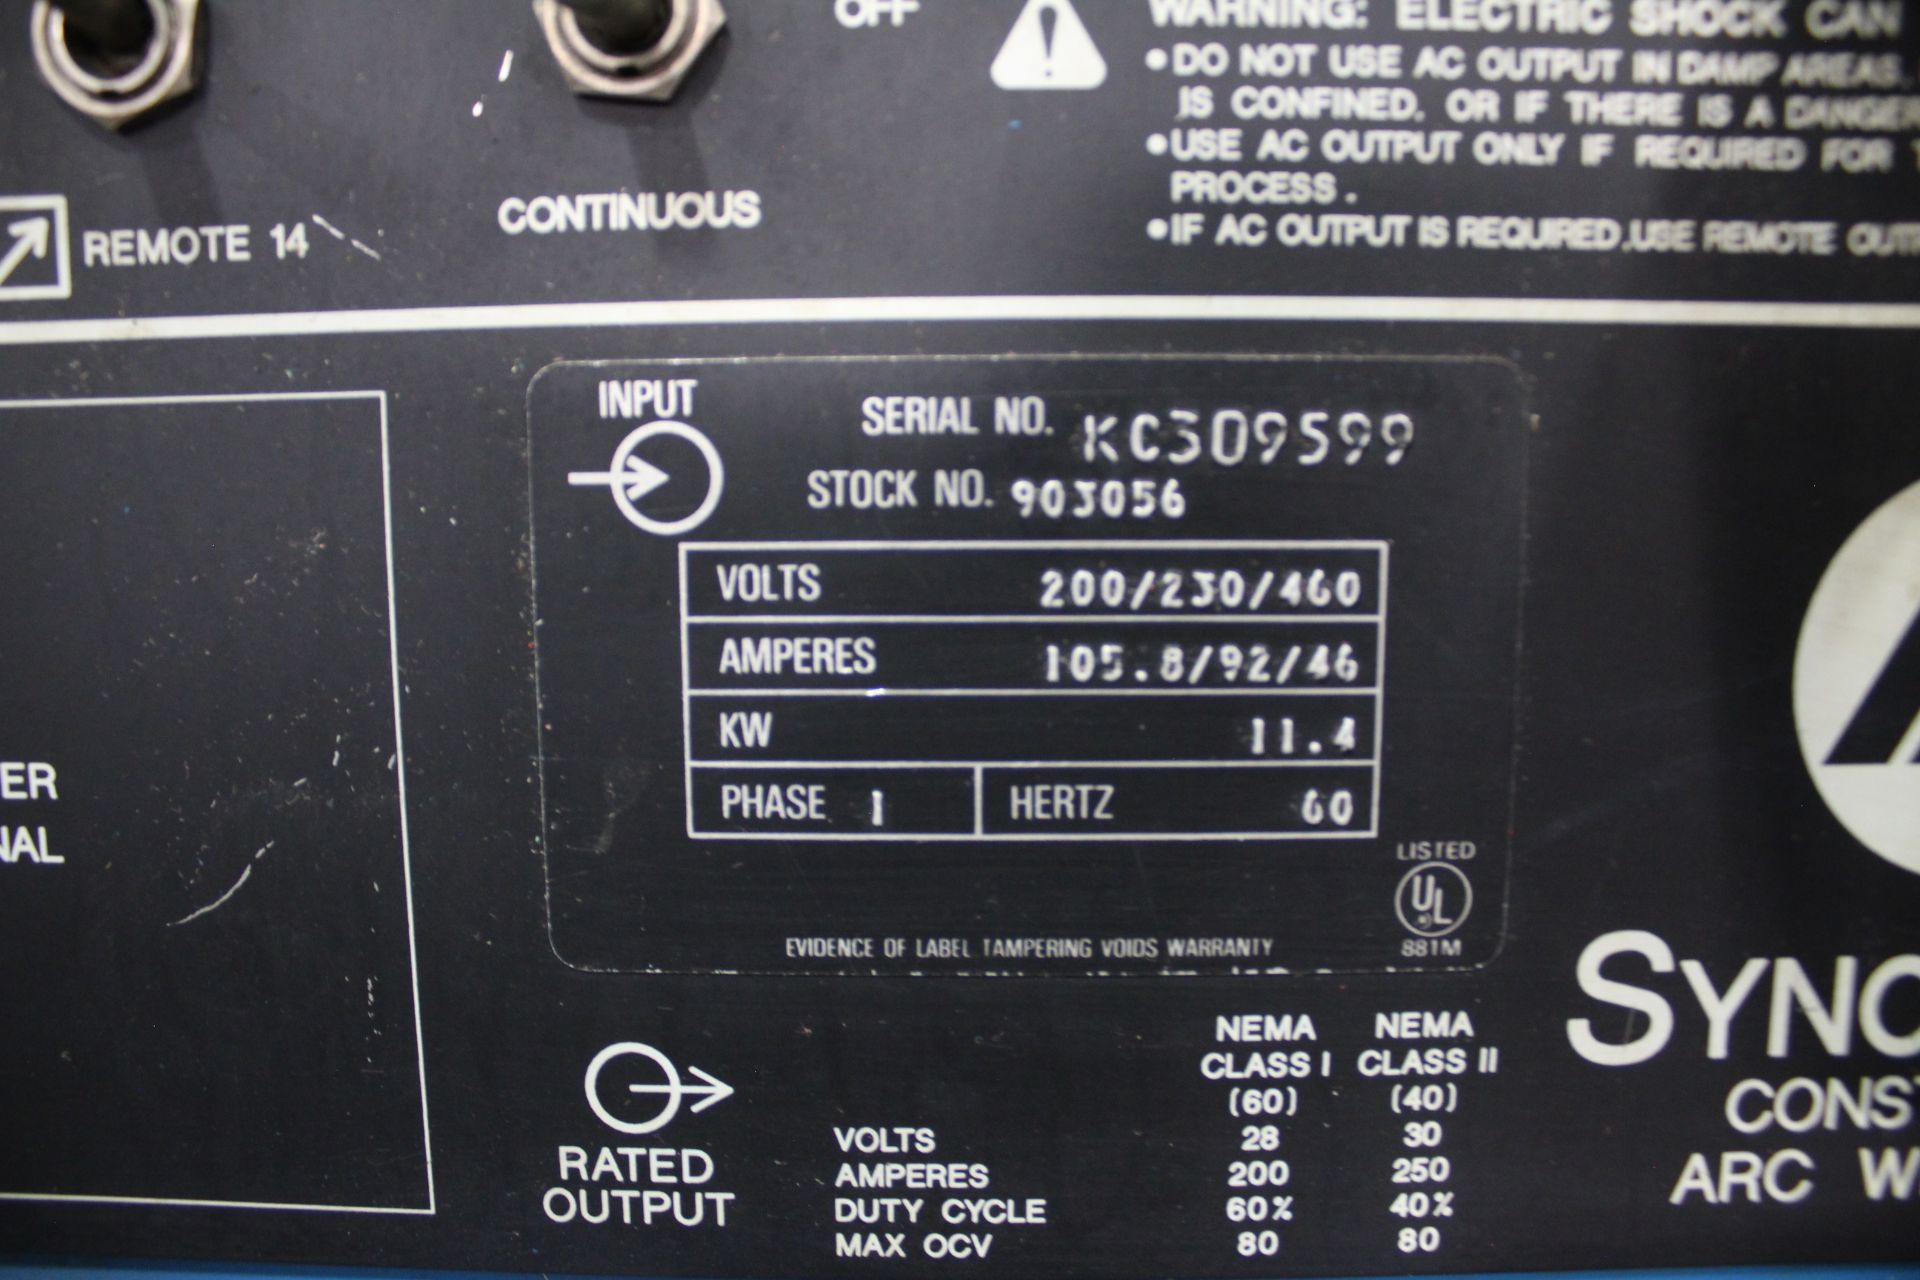 OFF
WARNING: ELECTRIC SHOCK CAN
•DO NOT USE AC OUTPUT IN DAMP AREAS,
IS CONFINED. OR IF THERE IS A DANGER
•USE AC OUTPUT ONLY IF REQUIRED FOR
PROCESS.
•IF AC OUTPUT IS REQUIRED,USE REMOTE
REMOTE 14
CONTINUOUS
INPUT
SERIAL NO. KC309599
STOCK NO. 903056
VOLTS 200/230/460
AMPERES 105.8/92/46
KW 11.4
PHASE 1 HERTZ 60
ER
NAL
LISTED
UL
881M
EVIDENCE OF LABEL TAMPERING VOIDS WARRANTY
SYNC
CONST
ARC W
RATED
OUTPUT
NEMA NEMA
CLASS I CLASS II
(60) (40)
VOLTS 28 30
AMPERES 200 250
DUTY CYCLE 60% 40%
MAX OCV 80 80